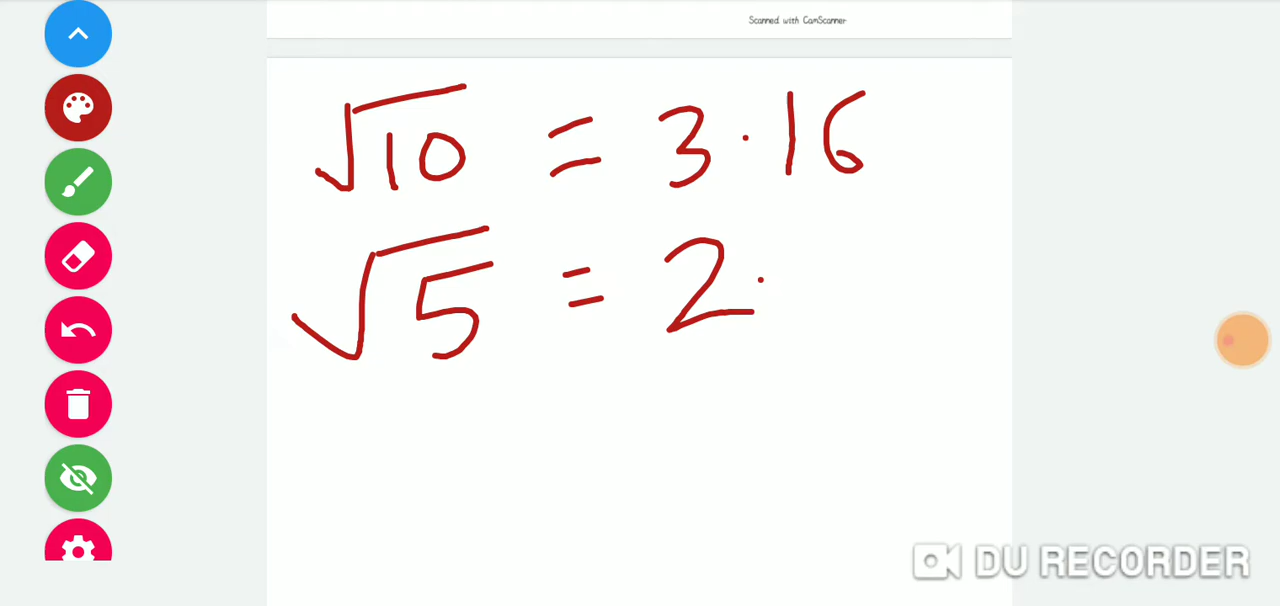 Scanned with CamScanner
√10 = 3·16
√5 = 2·
DU RECORDER